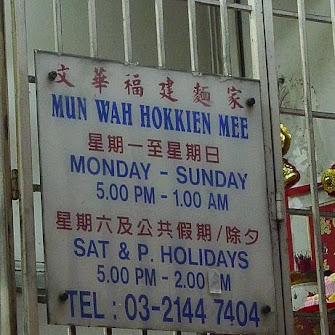 文華福建麵家
MUN WAH HOKKIEN MEE
星期一至星期日
MONDAY - SUNDAY
5.00 PM - 1.00 AM
星期六及公共假期/除夕
SAT & P. HOLIDAYS
5.00 PM - 2.00 AM
TEL : 03-2144 7404